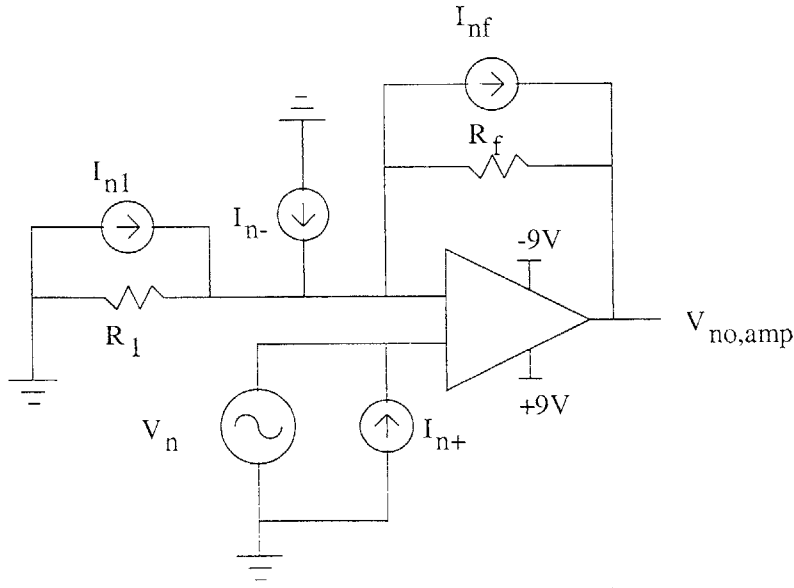 I nf
R f
I n1
I n-
-9V
R 1
V no,amp
+9V
V n
I n+